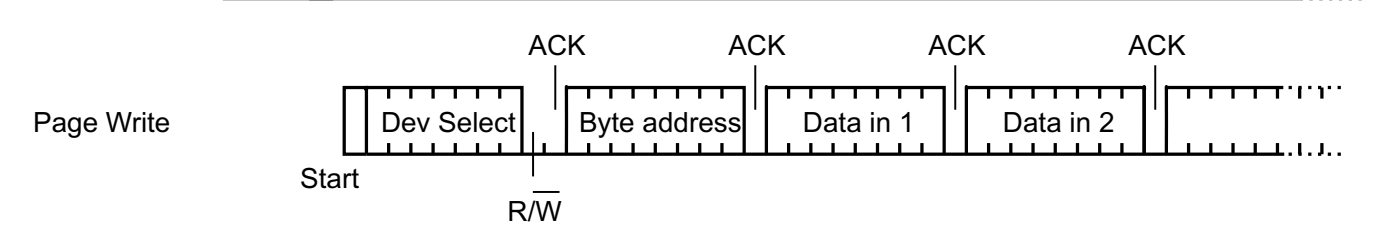 ACK ACK ACK ACK
Page Write Dev Select Byte address Data in 1 Data in 2
Start
R/W̅